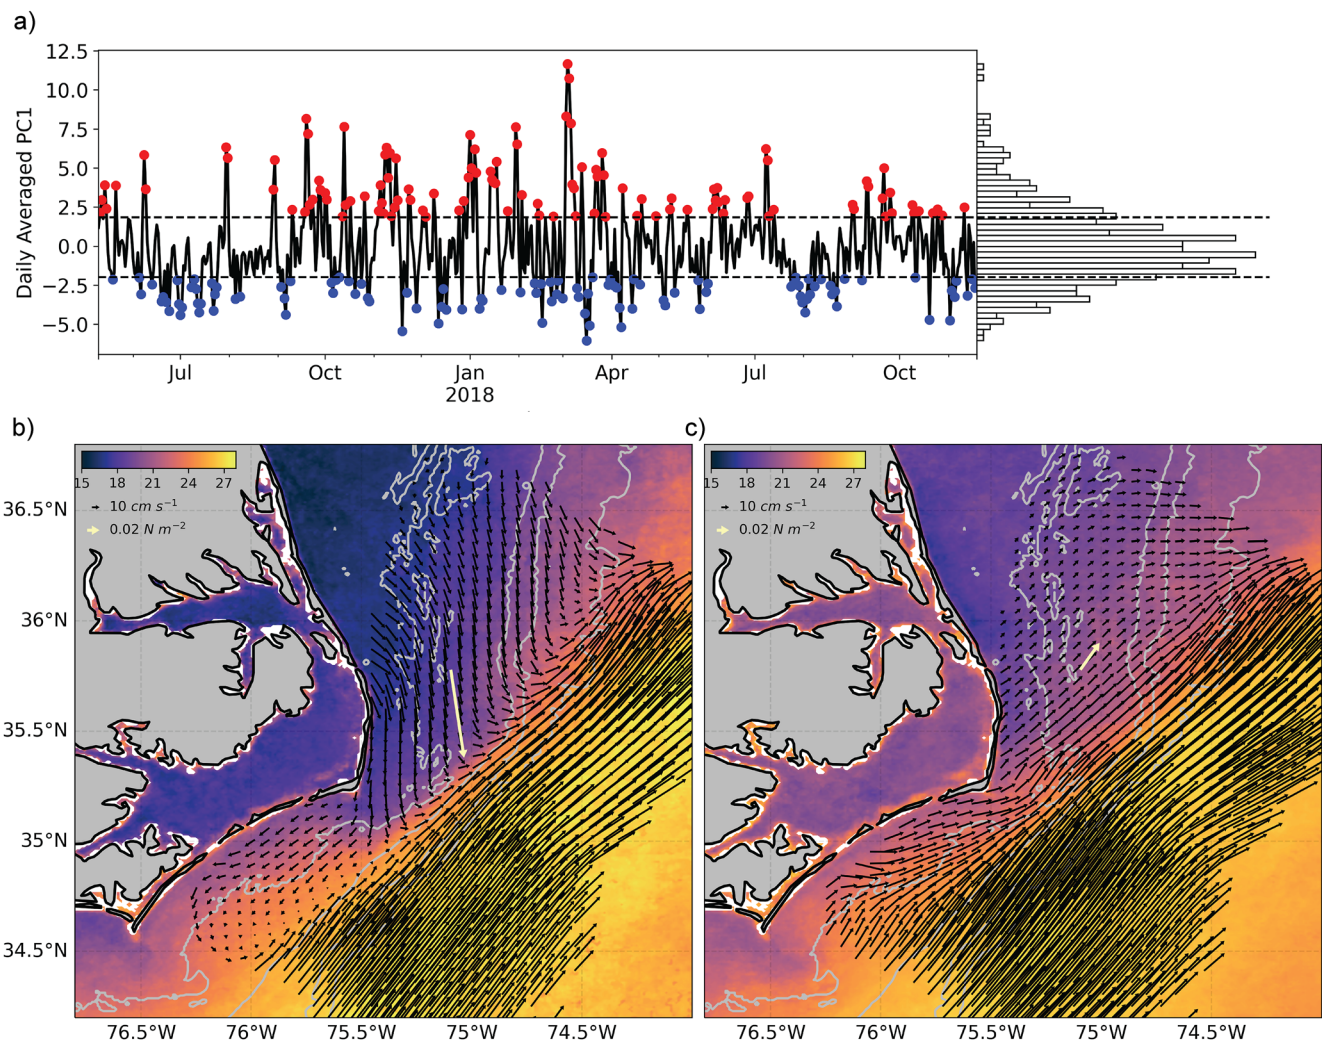 a)
Daily Averaged PC1
12.5
10.0
7.5
5.0
2.5
0.0
−2.5
−5.0
Jul Oct Jan Apr Jul Oct
2018
b) c)
15 18 21 24 27
10 cm s⁻¹
0.02 N m⁻²
15 18 21 24 27
10 cm s⁻¹
0.02 N m⁻²
36.5°N
36°N
35.5°N
35°N
34.5°N
76.5°W 76°W 75.5°W 75°W 74.5°W
76.5°W 76°W 75.5°W 75°W 74.5°W